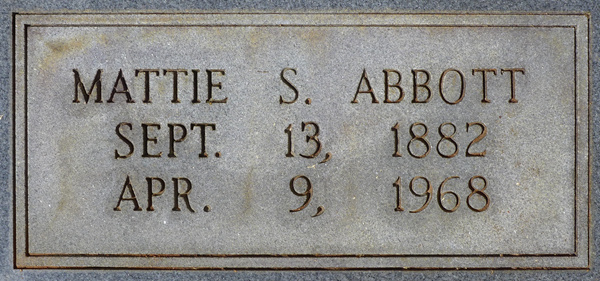 MATTIE S. ABBOTT
SEPT. 13, 1882
APR. 9, 1968